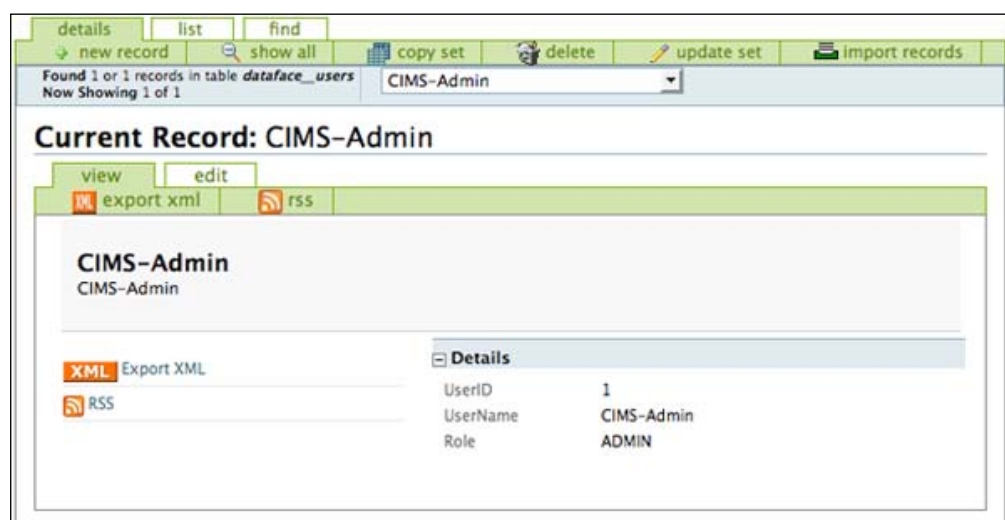 details list find
new record show all copy set delete update set import records
Found 1 or 1 records in table dataface__users
Now Showing 1 of 1
CIMS-Admin
Current Record: CIMS-Admin
view edit
XML export xml rss
CIMS-Admin
CIMS-Admin
XML Export XML
RSS
Details
UserID 1
UserName CIMS-Admin
Role ADMIN